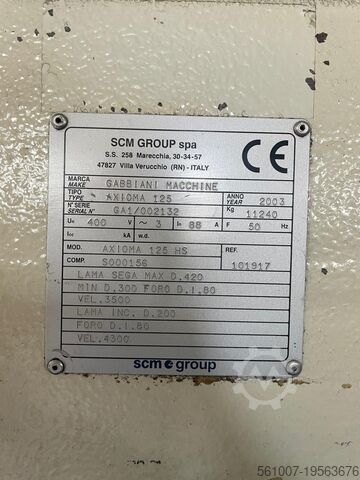 SCM GROUP spa
S.S. 258 Marecchia, 30-34-57
47827 Villa Verucchio (RN) - ITALY
CE
MARCA MAKE GABBIANI MACCHINE
TIPO TYPE AXIOMA 125 ANNO YEAR 2003
N° SERIE SERIAL N° GA1/002132 Kg 11240
Un 400 V ~ 3 In 88 A F 50 Hz
Icc kA w.d.
MOD. AXIOMA 125 HS REF.
COMP. S000156 101917
LAMA SEGA MAX D.420
MIN D.300 FORO D.I.80
VEL.3500
LAMA INC. D.200
FORO D.I.80
VEL.4300
scm group
Machineseeker
561007-19563676